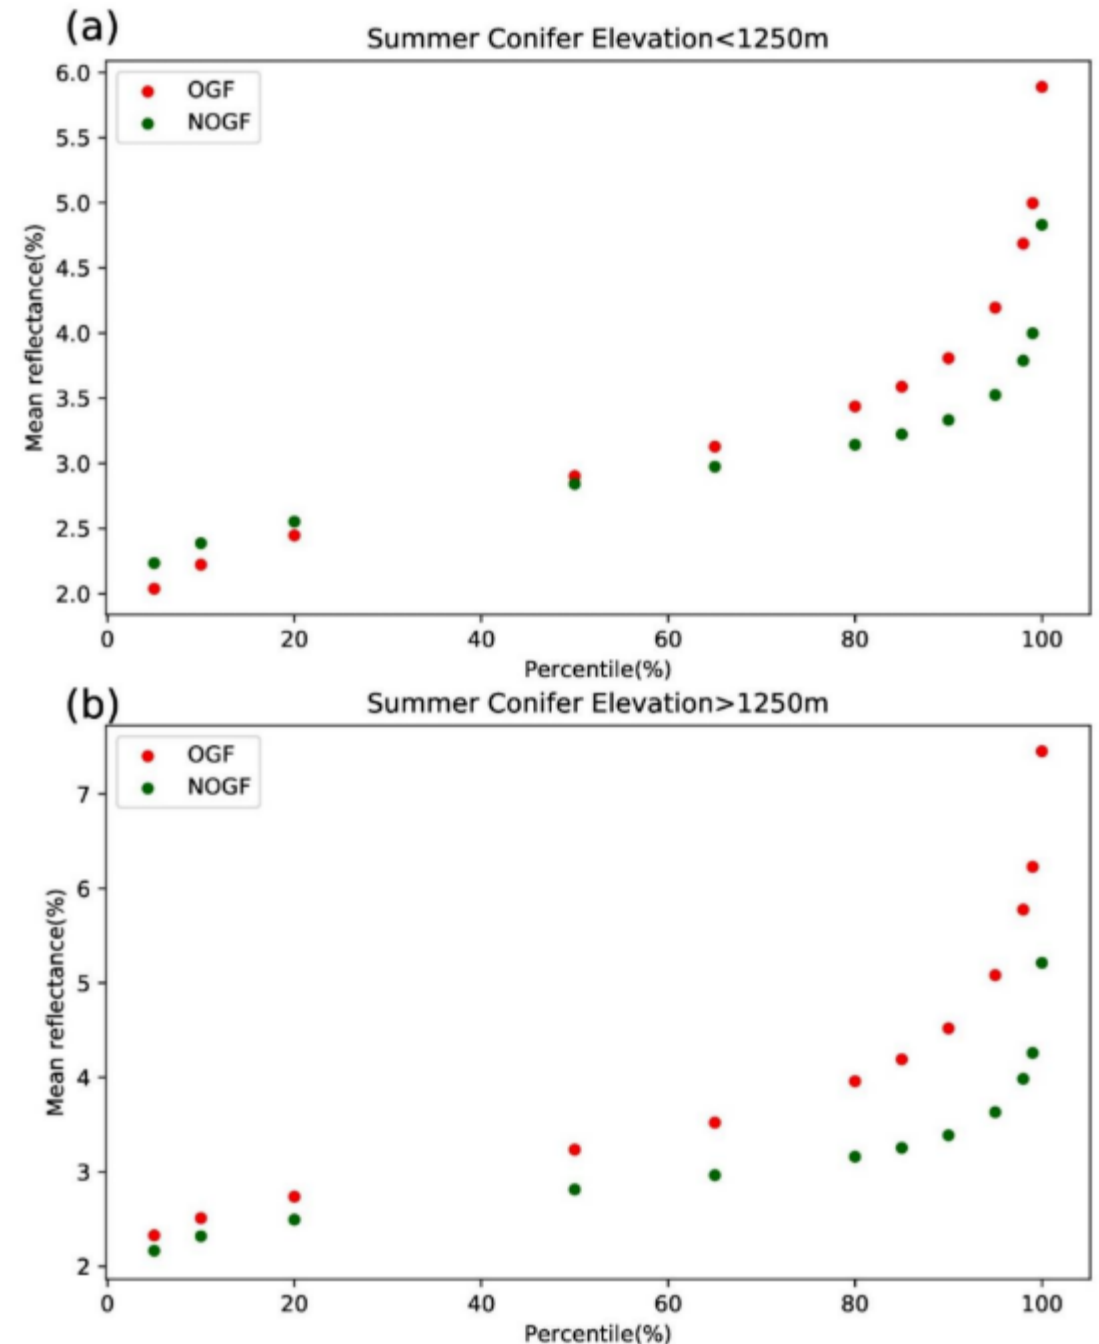 (a)
Summer Conifer Elevation<1250m
OGF
NOGF
6.0
5.5
5.0
4.5
4.0
3.5
3.0
2.5
2.0
Mean reflectance(%)
0 20 40 60 80 100
Percentile(%)
(b)
Summer Conifer Elevation>1250m
OGF
NOGF
7
6
5
4
3
2
Mean reflectance(%)
0 20 40 60 80 100
Percentile(%)